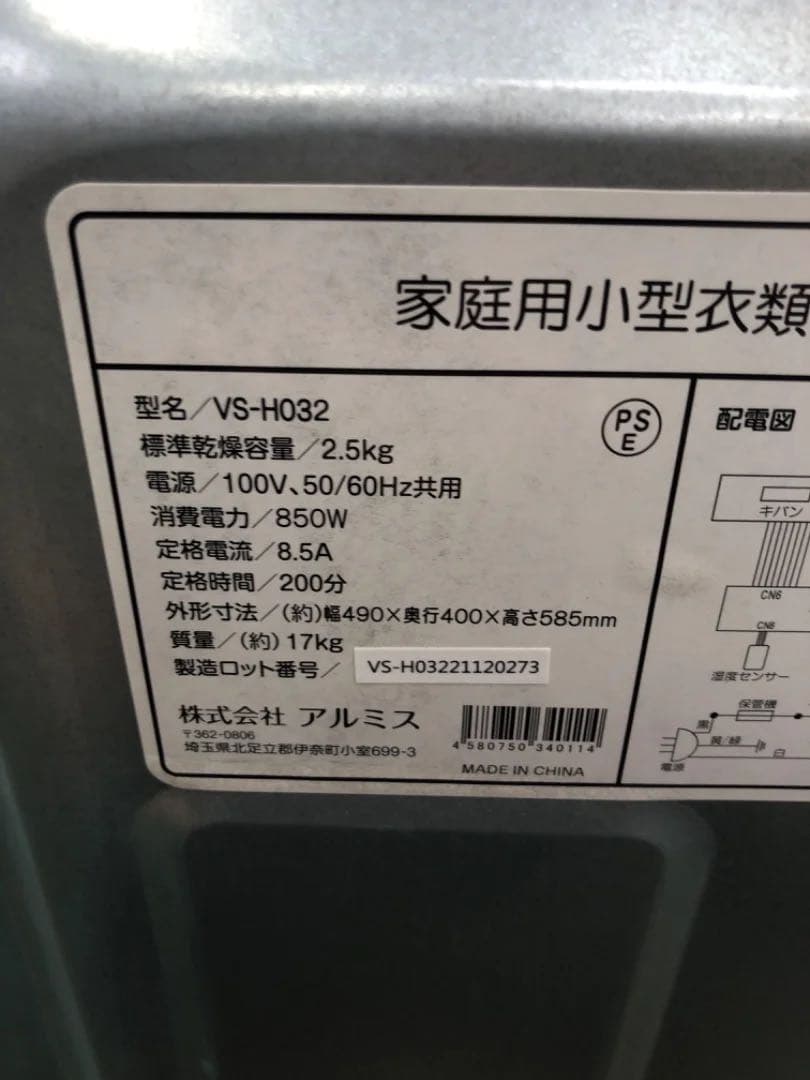 家庭用小型衣類
型名／VS-H032
PS
E
標準乾燥容量／2.5kg
電源／100V、50/60Hz共用
消費電力／850W
定格電流／8.5A
定格時間／200分
外形寸法／(約)幅490×奥行400×高さ585mm
質量／(約)17kg
製造ロット番号／ VS-H03221120273
株式会社 アルミス
〒362-0806
埼玉県北足立郡伊奈町小室699-3
4 580750 340114
MADE IN CHINA
配電図
キバン
CN6
CN8
湿度センサー
保管機
黒
黄/緑
白
電源